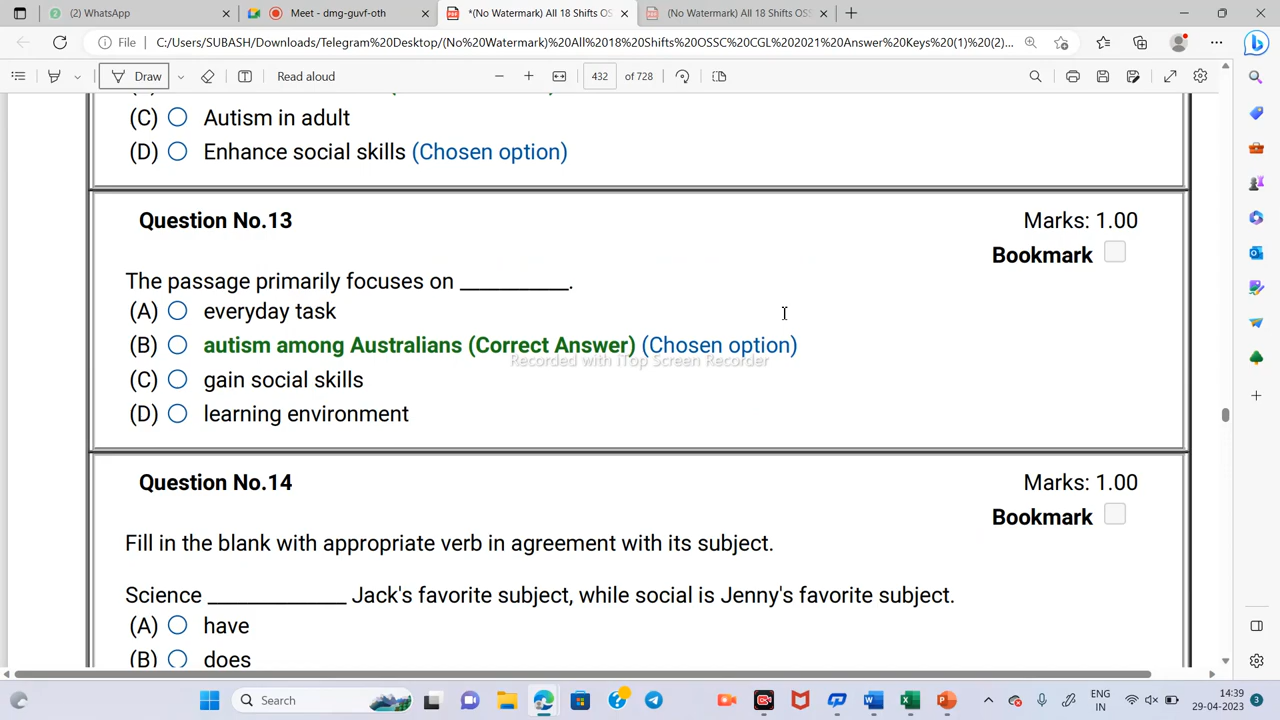 (2) WhatsApp
Meet - dmg-guvf-oth
*(No Watermark) All 18 Shifts OS
(No Watermark) All 18 Shifts OSS
File
C:/Users/SUBASH/Downloads/Telegram%20Desktop/(No%20Watermark)%20All%2018%20Shifts%20OSSC%20CGL%202021%20Answer%20Keys%20(1)%20(2)...
Draw
Read aloud
432 of 728
(C) Autism in adult
(D) Enhance social skills (Chosen option)
Question No.13
Marks: 1.00
Bookmark
The passage primarily focuses on __________.
(A) everyday task
(B) autism among Australians (Correct Answer) (Chosen option)
Recorded with iTop Screen Recorder
(C) gain social skills
(D) learning environment
Question No.14
Marks: 1.00
Bookmark
Fill in the blank with appropriate verb in agreement with its subject.
Science _____________ Jack's favorite subject, while social is Jenny's favorite subject.
(A) have
(B) does
Search
ENG
IN
14:39
29-04-2023
3